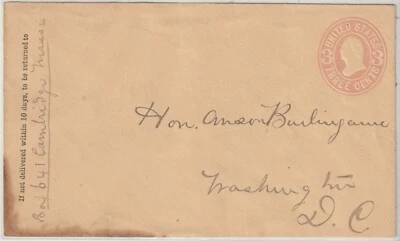 If not delivered within 10 days, to be returned to
Box 641 Cambridge Mass
UNITED STATES
THREE CENTS
Hon. Anson Burlingame
Washington
D. C.